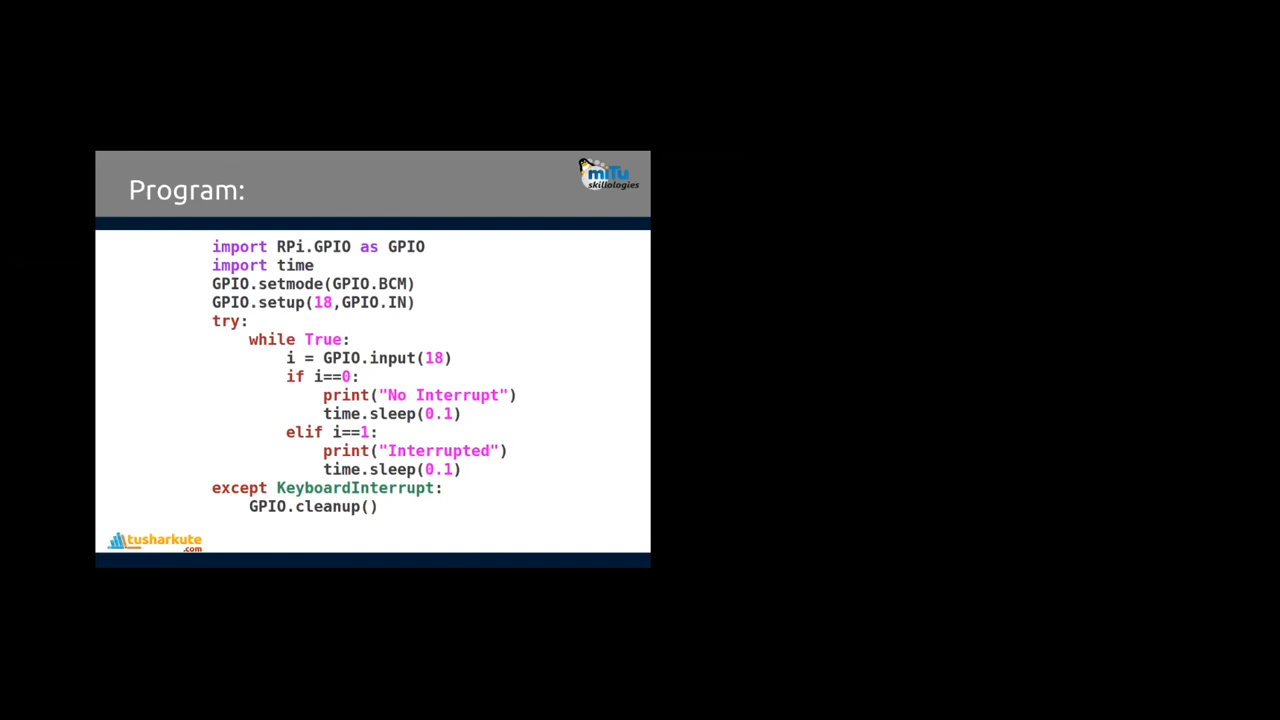 Program:
miTu
skillologies
import RPi.GPIO as GPIO
import time
GPIO.setmode(GPIO.BCM)
GPIO.setup(18,GPIO.IN)
try:
    while True:
        i = GPIO.input(18)
        if i==0:
            print("No Interrupt")
            time.sleep(0.1)
        elif i==1:
            print("Interrupted")
            time.sleep(0.1)
except KeyboardInterrupt:
    GPIO.cleanup()
tusharkute
.com